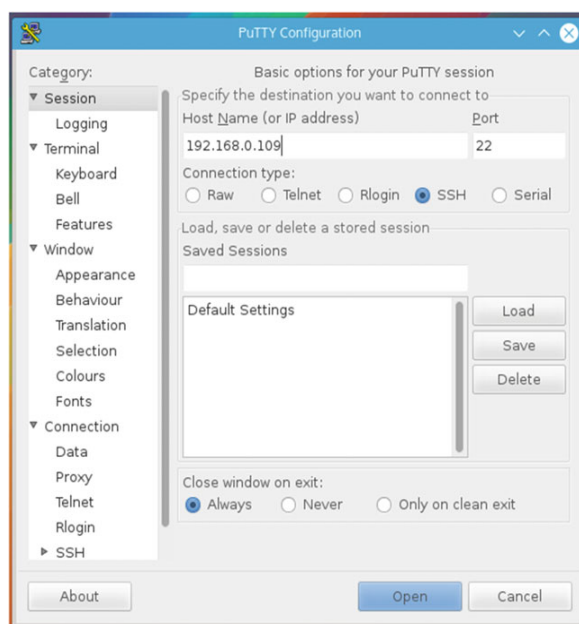 PuTTY Configuration
Category:
Session
Logging
Terminal
Keyboard
Bell
Features
Window
Appearance
Behaviour
Translation
Selection
Colours
Fonts
Connection
Data
Proxy
Telnet
Rlogin
SSH
Basic options for your PuTTY session
Specify the destination you want to connect to
Host Name (or IP address) Port
192.168.0.109 22
Connection type:
Raw Telnet Rlogin SSH Serial
Load, save or delete a stored session
Saved Sessions
Default Settings
Load
Save
Delete
Close window on exit:
Always Never Only on clean exit
About Open Cancel